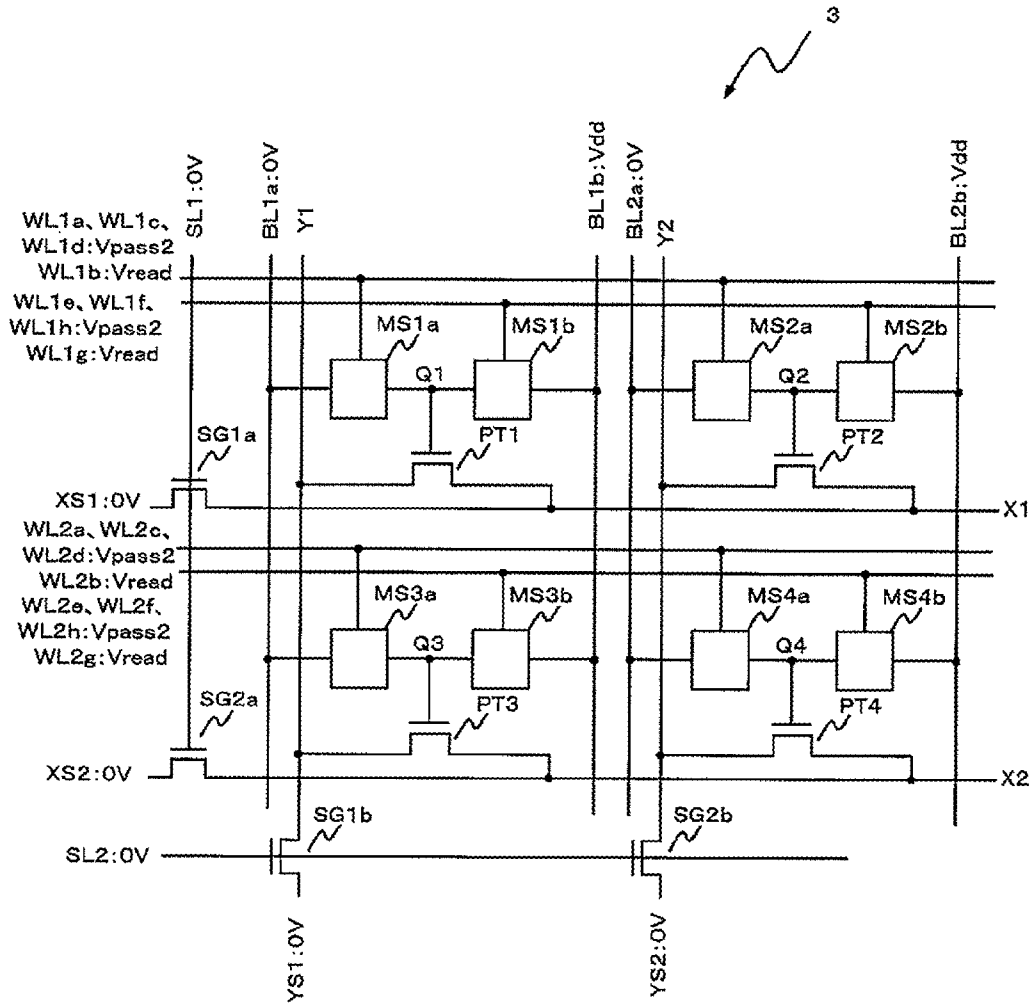 3
SL1:0V
BL1a:0V
Y1
BL1b:Vdd
BL2a:0V
Y2
BL2b:Vdd
WL1a、WL1c、
WL1d:Vpass2
WL1b:Vread
WL1e、WL1f、
WL1h:Vpass2
WL1g:Vread
MS1a
MS1b
MS2a
MS2b
Q1
Q2
SG1a
PT1
PT2
XS1:0V
X1
WL2a、WL2c、
WL2d:Vpass2
WL2b:Vread
WL2e、WL2f、
WL2h:Vpass2
WL2g:Vread
MS3a
MS3b
MS4a
MS4b
Q3
Q4
SG2a
PT3
PT4
XS2:0V
X2
SG1b
SG2b
SL2:0V
YS1:0V
YS2:0V